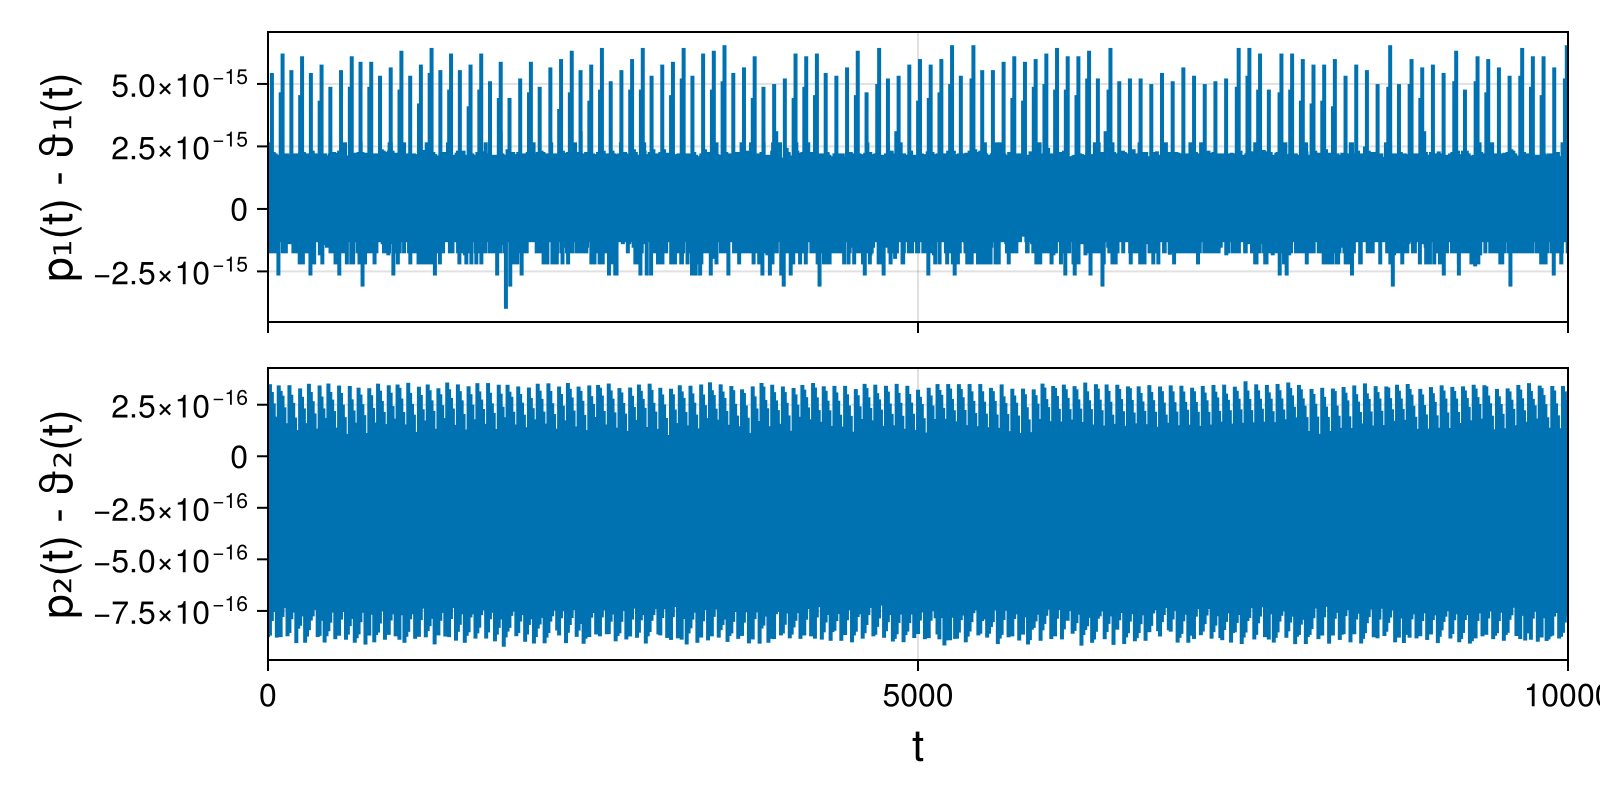 p₁(t) - ϑ₁(t)
5.0×10⁻¹⁵
2.5×10⁻¹⁵
0
−2.5×10⁻¹⁵
p₂(t) - ϑ₂(t)
2.5×10⁻¹⁶
0
−2.5×10⁻¹⁶
−5.0×10⁻¹⁶
−7.5×10⁻¹⁶
0 5000 10000
t